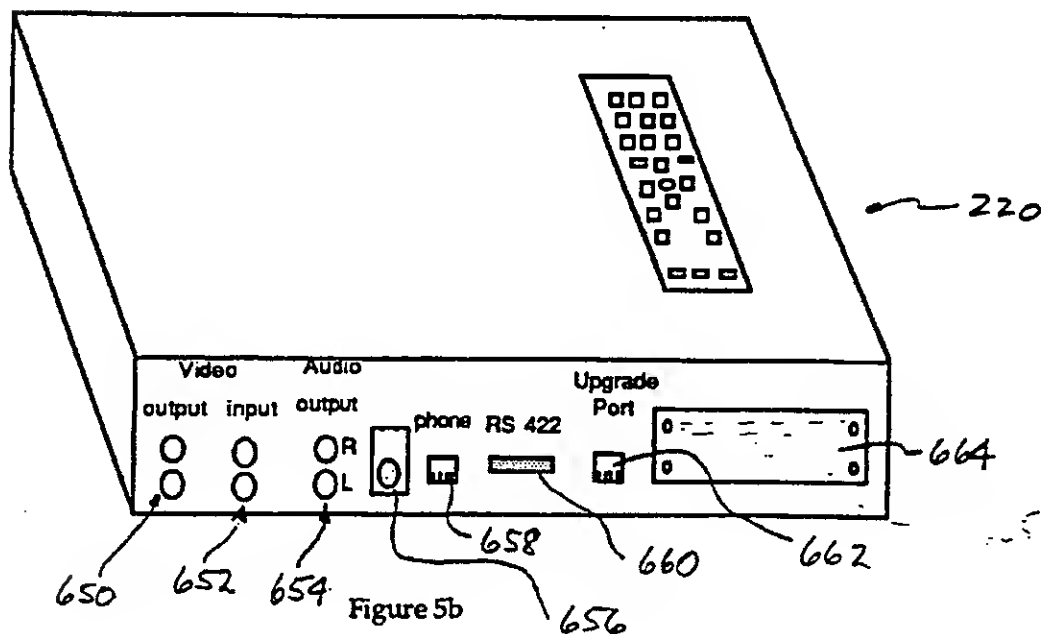 220
Video Audio Upgrade
output input output Port
phone RS 422
R
L
664
650 652 654 658 660 662
Figure 5b 656